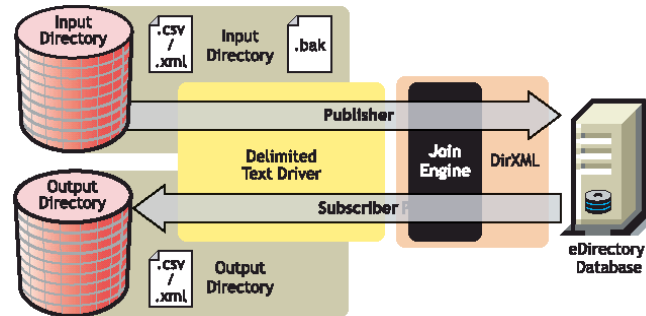 Input
Directory
.csv
/
.xml
Input
Directory
.bak
Publisher
Delimited
Text Driver
Join
Engine
DirXML
Output
Directory
Subscriber
.csv
/
.xml
Output
Directory
eDirectory
Database